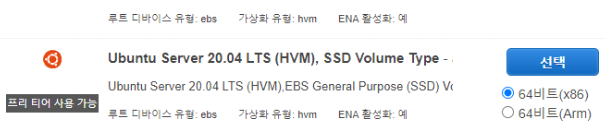 루트 디바이스 유형: ebs 가상화 유형: hvm ENA 활성화: 예
Ubuntu Server 20.04 LTS (HVM), SSD Volume Type -
선택
Ubuntu Server 20.04 LTS (HVM),EBS General Purpose (SSD)
64비트(x86)
프리 티어 사용 가능
루트 디바이스 유형: ebs 가상화 유형: hvm ENA 활성화: 예
64비트(Arm)